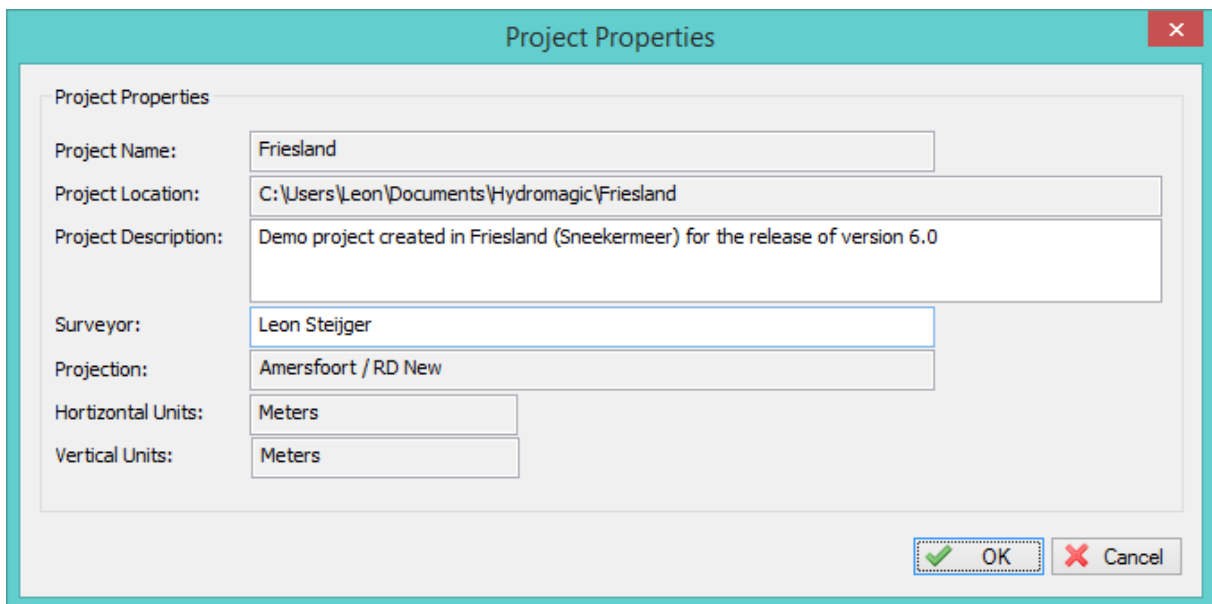 Project Properties
Project Properties
Project Name: Friesland
Project Location: C:\Users\Leon\Documents\Hydromagic\Friesland
Project Description: Demo project created in Friesland (Sneekermeer) for the release of version 6.0
Surveyor: Leon Steijger
Projection: Amersfoort / RD New
Hortizontal Units: Meters
Vertical Units: Meters
OK Cancel